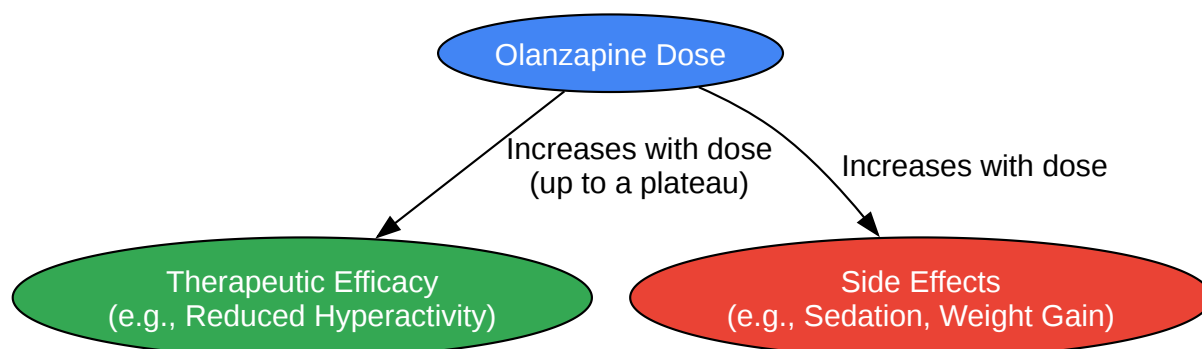 Olanzapine Dose
Increases with dose
(up to a plateau)
Increases with dose
Therapeutic Efficacy
(e.g., Reduced Hyperactivity)
Side Effects
(e.g., Sedation, Weight Gain)